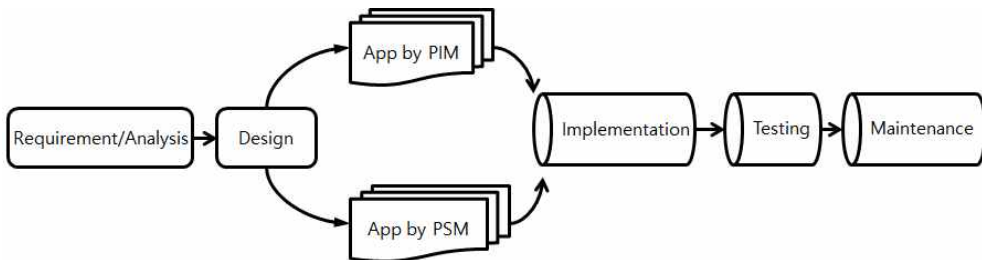 Requirement/Analysis
Design
App by PIM
App by PSM
Implementation
Testing
Maintenance